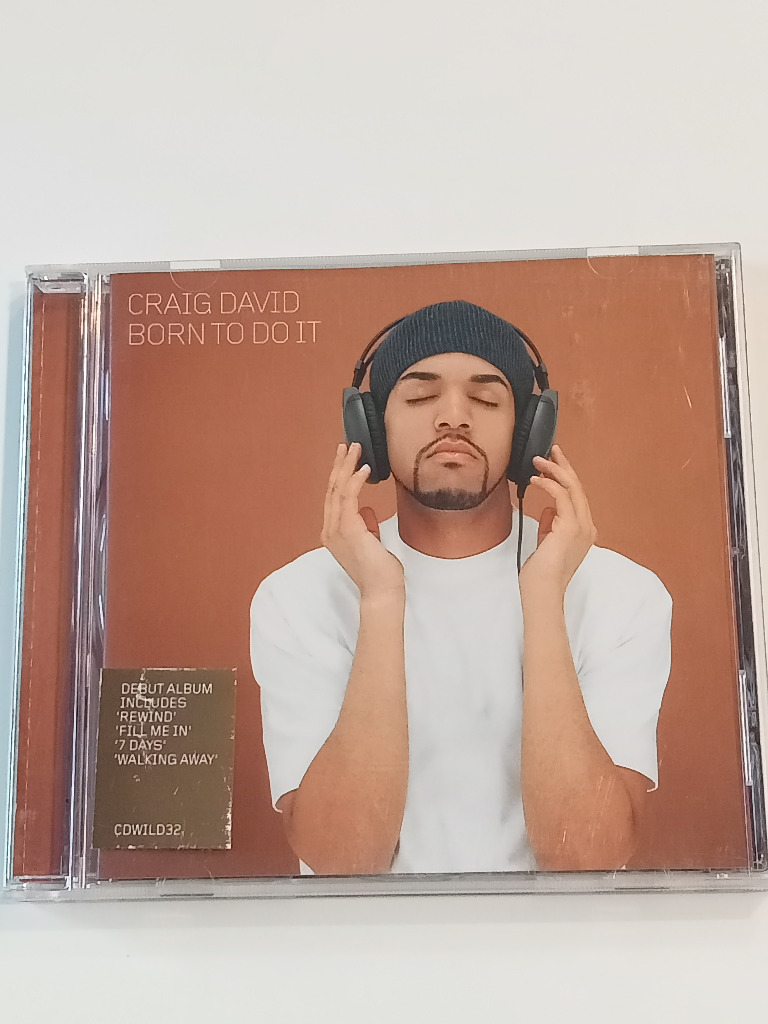 CRAIG DAVID
BORN TO DO IT
DEBUT ALBUM
INCLUDES
'REWIND'
'FILL ME IN'
'7 DAYS'
'WALKING AWAY'
CDWILD32